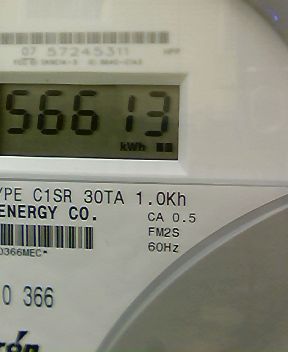 07 57245311
56613
kWh
YPE C1SR 30TA 1.0Kh
ENERGY CO. CA 0.5
FM2S
0366MEC*
60Hz
0 366
rón